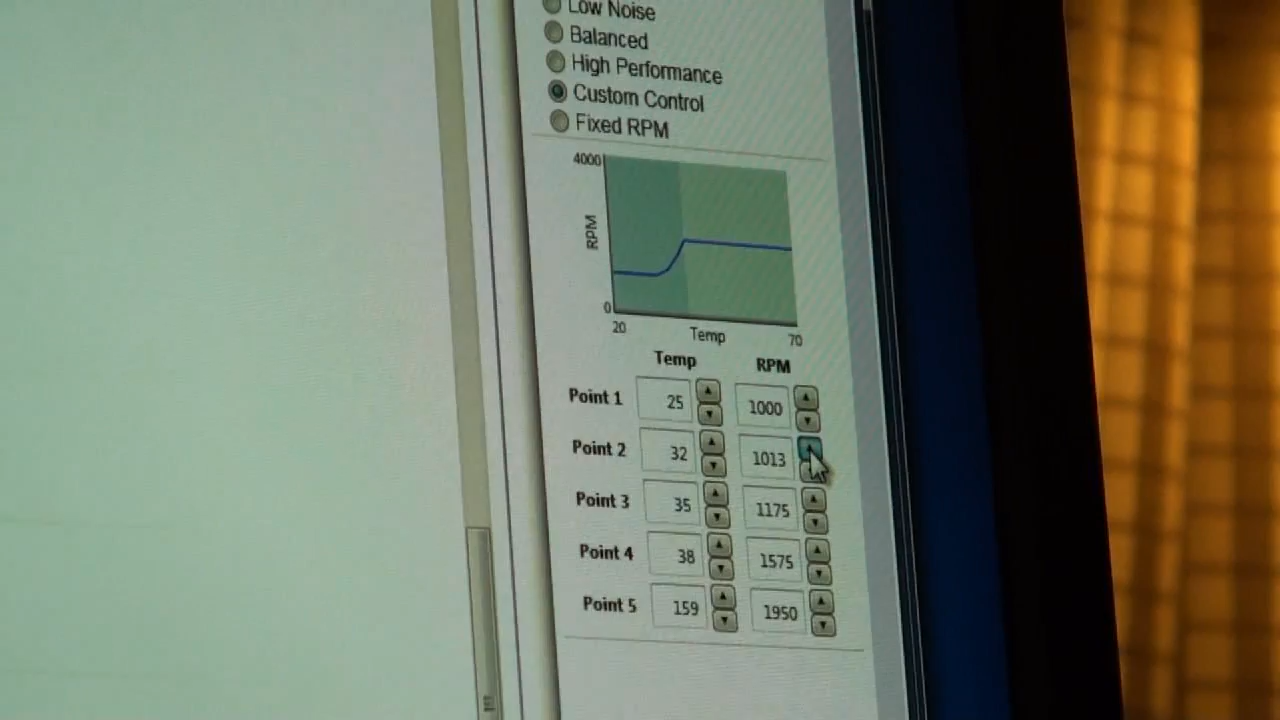 Low Noise
Balanced
High Performance
Custom Control
Fixed RPM
4000
RPM
0
20 Temp 70
Temp RPM
Point 1 25 1000
Point 2 32 1013
Point 3 35 1175
Point 4 38 1575
Point 5 159 1950